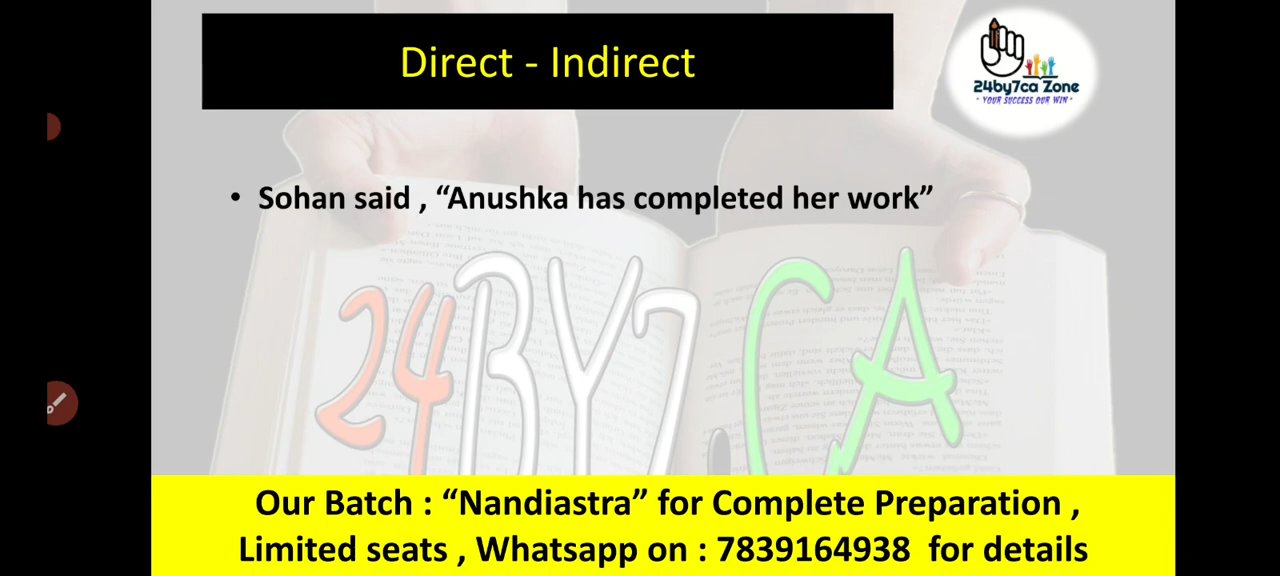 Direct - Indirect
24by7ca Zone
- YOUR SUCCESS OUR WIN -
• Sohan said , “Anushka has completed her work”
24BY7.CA
Our Batch : “Nandiastra” for Complete Preparation ,
Limited seats , Whatsapp on : 7839164938 for details